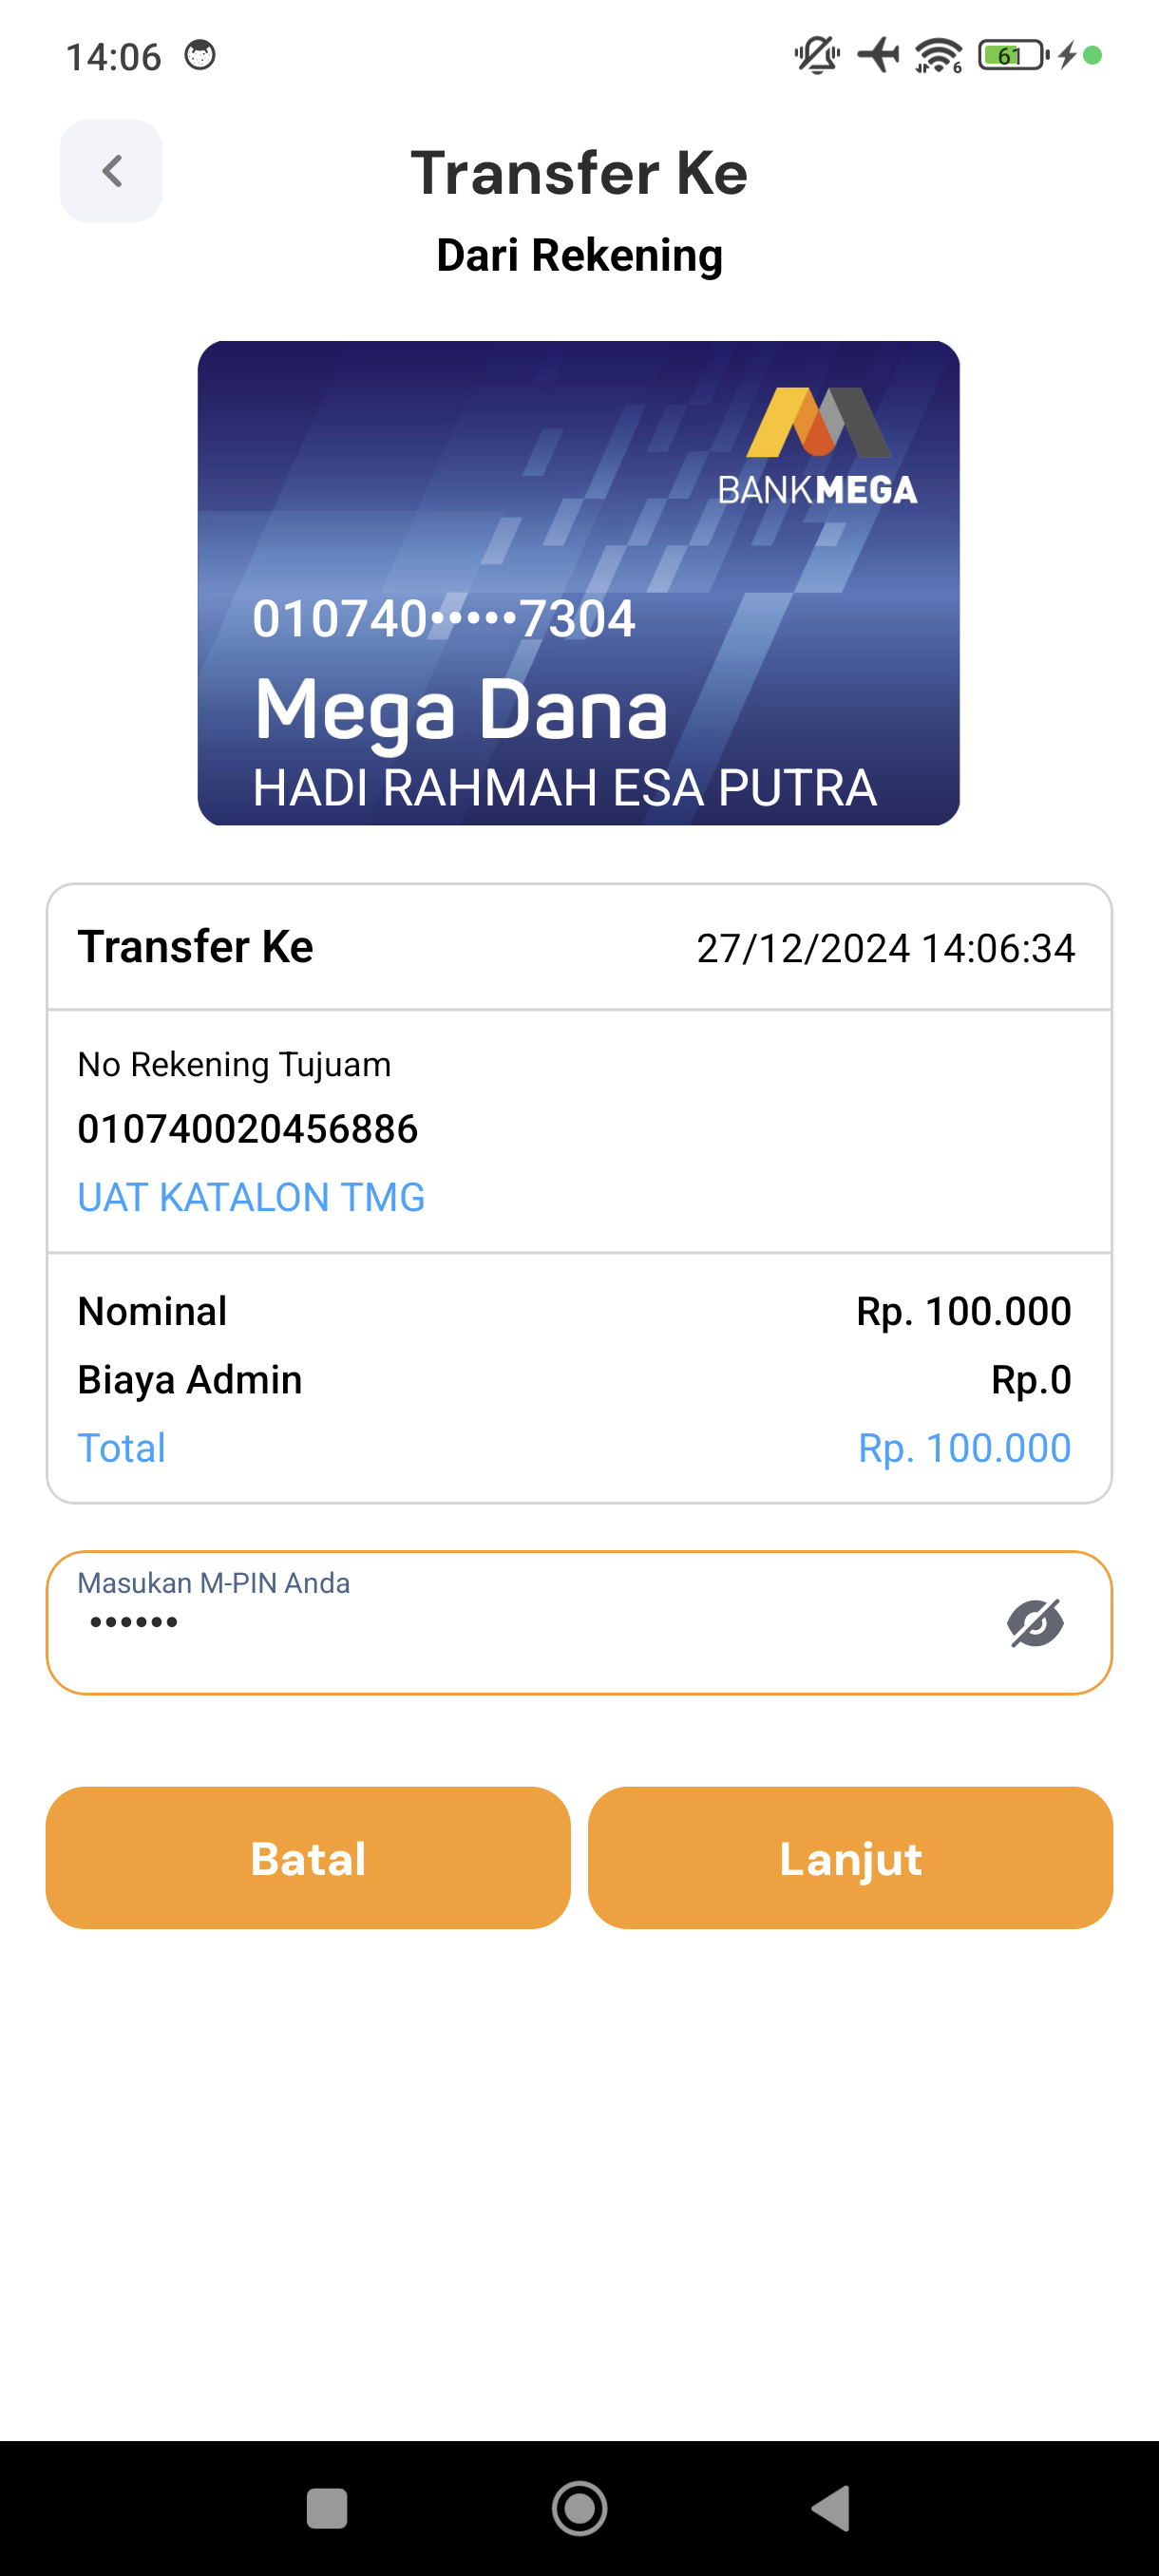 14:06
6
61
Transfer Ke
Dari Rekening
BANKMEGA
010740•••••7304
Mega Dana
HADI RAHMAH ESA PUTRA
Transfer Ke 27/12/2024 14:06:34
No Rekening Tujuam
010740020456886
UAT KATALON TMG
Nominal Rp. 100.000
Biaya Admin Rp.0
Total Rp. 100.000
Masukan M-PIN Anda
••••••
Batal Lanjut